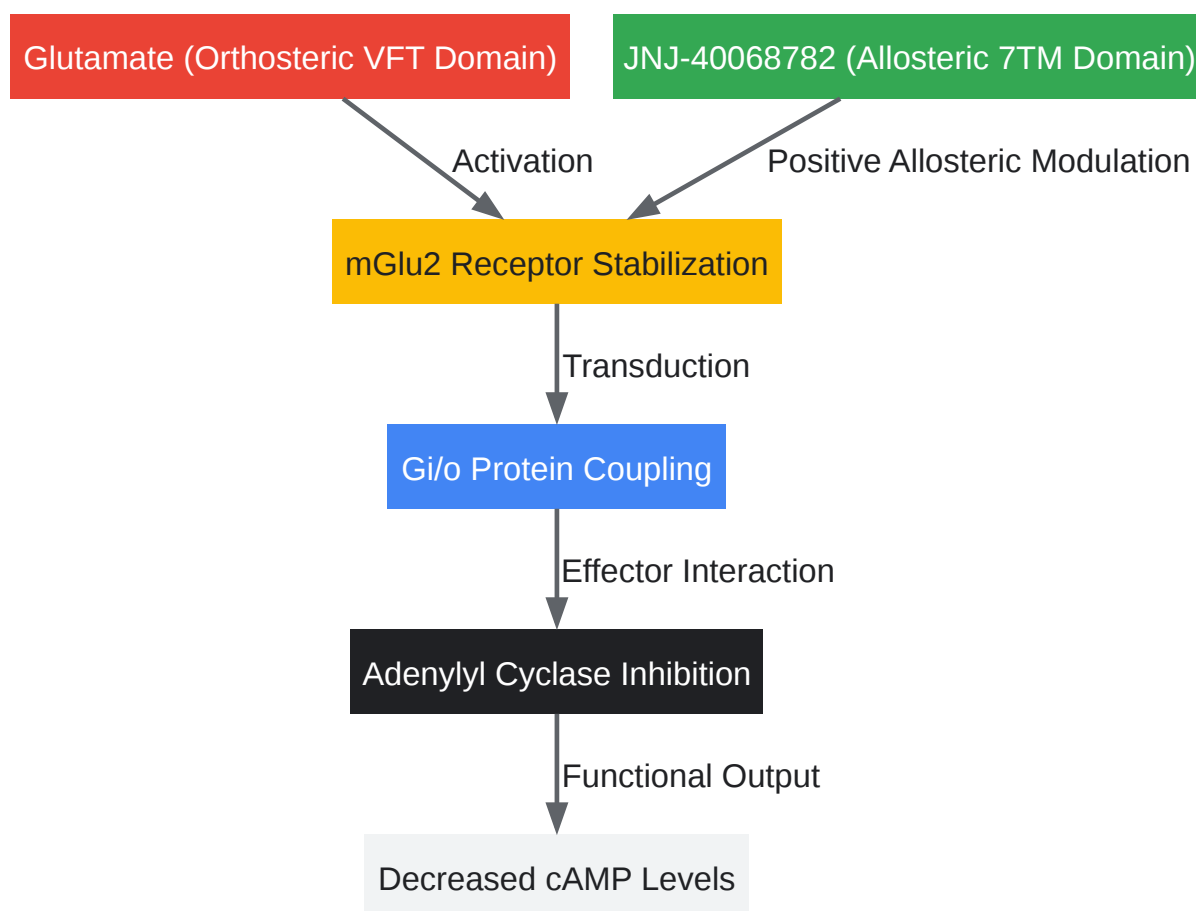 Glutamate (Orthosteric VFT Domain)
JNJ-40068782 (Allosteric 7TM Domain)
Activation
Positive Allosteric Modulation
mGlu2 Receptor Stabilization
Transduction
Gi/o Protein Coupling
Effector Interaction
Adenylyl Cyclase Inhibition
Functional Output
Decreased cAMP Levels